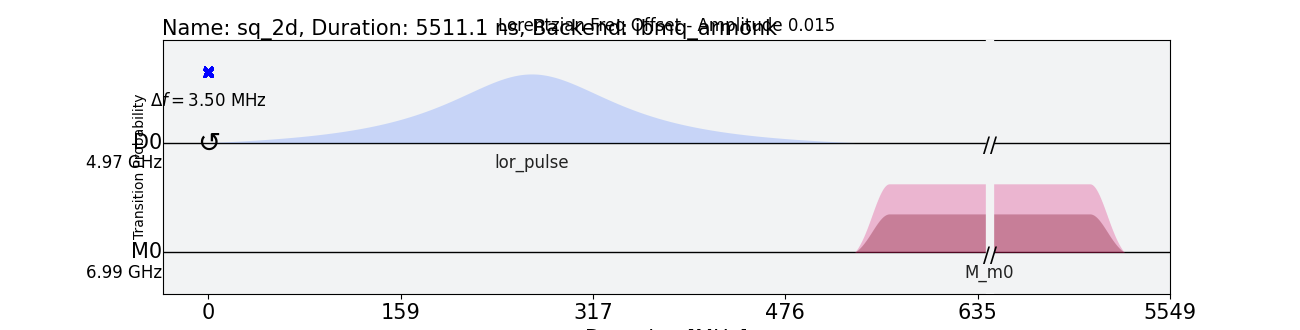 Name: sq_2d, Duration: 5511.1 ns, Backend: ibmq_armonk
Lorentzian Freq Offset - Amplitude 0.015
Δf = 3.50 MHz
Transition Probability
D0
4.97 GHz
lor_pulse
M0
6.99 GHz
M_m0
0 159 317 476 635 5549